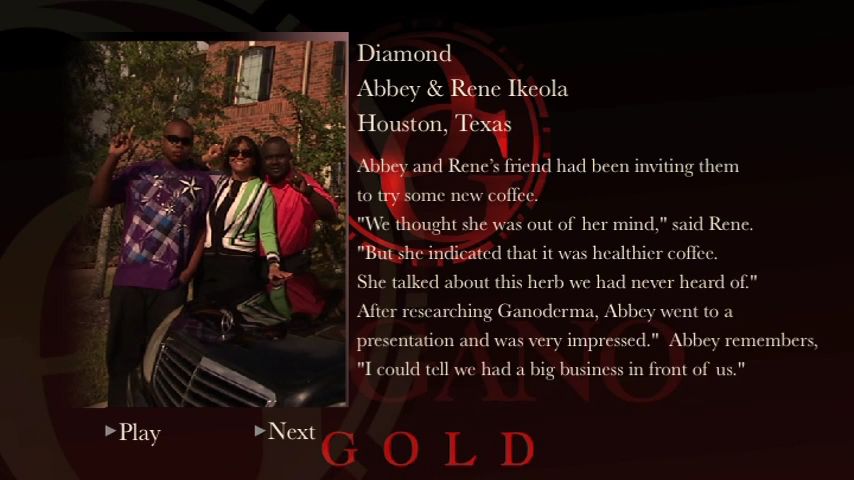 Diamond
Abbey & Rene Ikeola
Houston, Texas
Abbey and Rene's friend had been inviting them
to try some new coffee.
"We thought she was out of her mind," said Rene.
"But she indicated that it was healthier coffee.
She talked about this herb we had never heard of."
After researching Ganoderma, Abbey went to a
presentation and was very impressed."  Abbey remembers,
"I could tell we had a big business in front of us."
GANO
Play
Next
GOLD